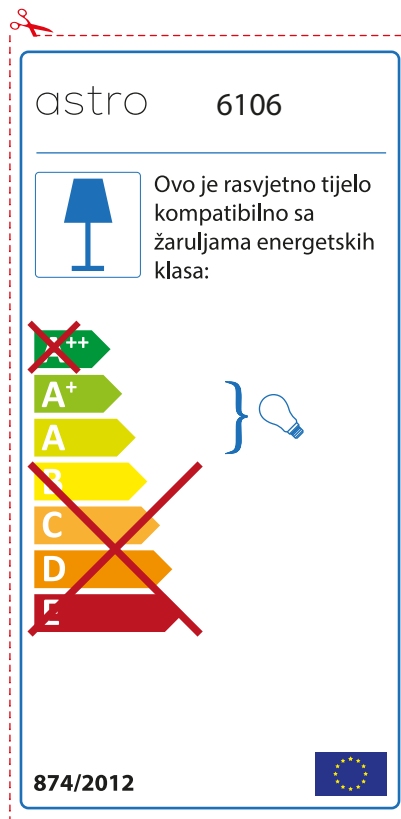 astro 6106
Ovo je rasvjetno tijelo
kompatibilno sa
žaruljama energetskih
klasa:
A++
A+
A
B
C
D
E
874/2012